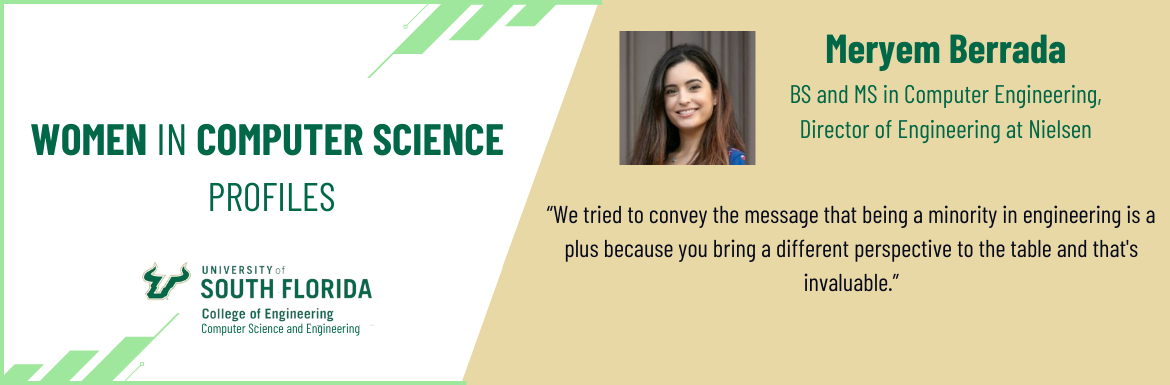 WOMEN IN COMPUTER SCIENCE
PROFILES
UNIVERSITY of
SOUTH FLORIDA
College of Engineering
Computer Science and Engineering
Meryem Berrada
BS and MS in Computer Engineering,
Director of Engineering at Nielsen
“We tried to convey the message that being a minority in engineering is a
plus because you bring a different perspective to the table and that's
invaluable.”